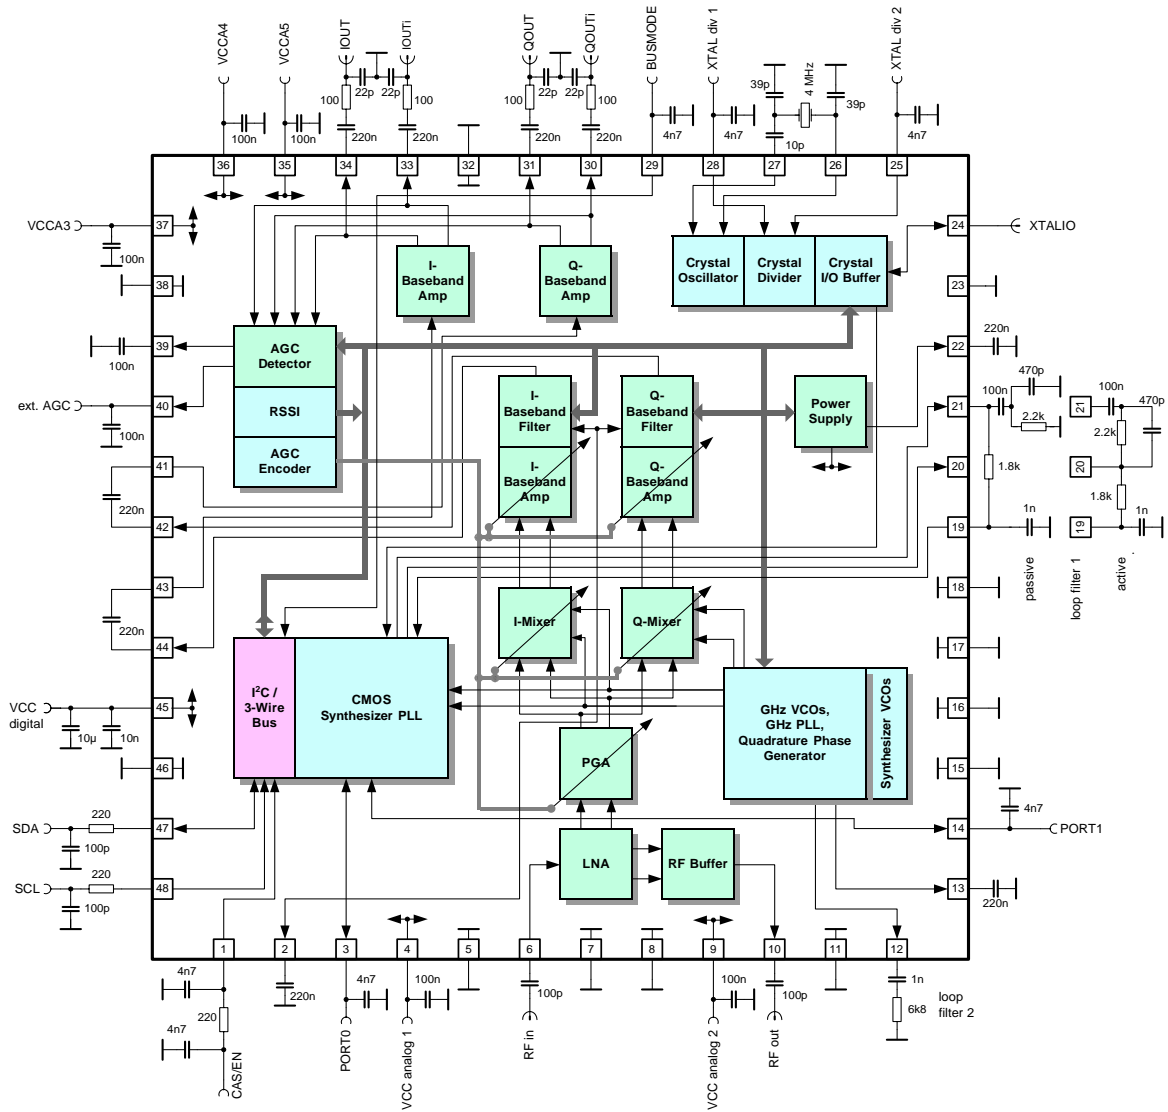 VCCA4
VCCA5
IOUT
IOUTi
QOUT
QOUTi
BUSMODE
XTAL div 1
XTAL div 2
22p
22p
22p
22p
39p
4 MHz
39p
100
100
100
100
100n
100n
220n
220n
220n
220n
4n7
4n7
10p
4n7
36
35
34
33
32
31
30
29
28
27
26
25
VCCA3
37
100n
24
XTALIO
I-
Baseband
Amp
Q-
Baseband
Amp
Crystal
Oscillator
Crystal
Divider
Crystal
I/O Buffer
38
23
39
100n
AGC
Detector
22
220n
ext. AGC
40
100n
RSSI
AGC
Encoder
I-
Baseband
Filter
I-
Baseband
Amp
Q-
Baseband
Filter
Q-
Baseband
Amp
Power
Supply
21
100n
470p
2.2k
1.8k
21
100n
470p
2.2k
20
1.8k
19
1n
41
20
220n
42
19
1n
passive
loop filter 1
active .
43
18
220n
44
17
I-Mixer
Q-Mixer
VCC
digital
45
10µ
10n
16
I²C /
3-Wire
Bus
CMOS
Synthesizer PLL
GHz VCOs,
GHz PLL,
Quadrature Phase
Generator
Synthesizer VCOs
PGA
46
15
SDA
220
47
100p
4n7
14
PORT1
LNA
RF Buffer
SCL
220
48
100p
13
220n
1
2
3
4
5
6
7
8
9
10
11
12
4n7
220
4n7
CAS/EN
220n
4n7
PORT0
100n
VCC analog 1
100p
RF in
100n
VCC analog 2
100p
RF out
1n
6k8
loop
filter 2